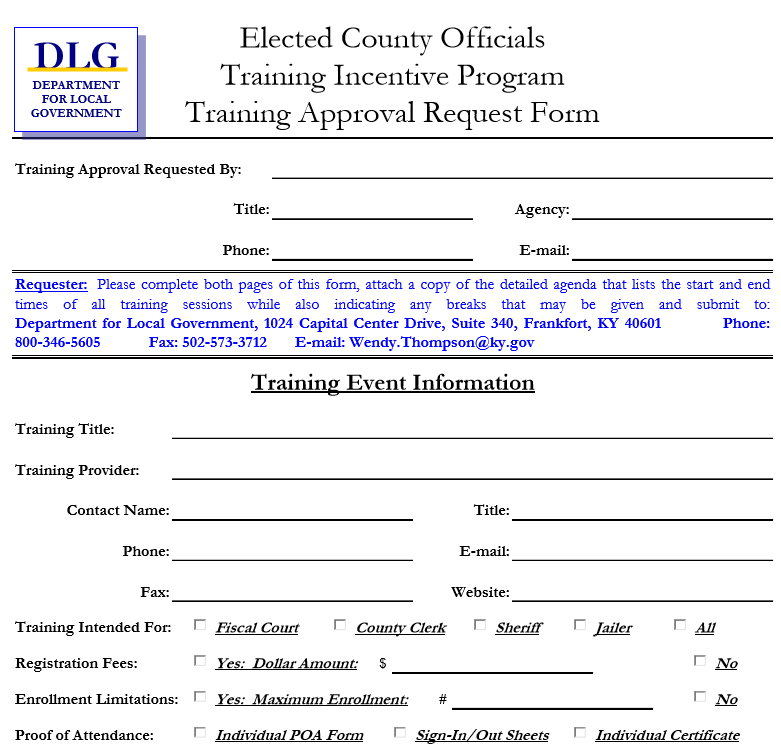 DLG
DEPARTMENT
FOR LOCAL
GOVERNMENT
Elected County Officials
Training Incentive Program
Training Approval Request Form
Training Approval Requested By:
Title: Agency:
Phone: E-mail:
Requester: Please complete both pages of this form, attach a copy of the detailed agenda that lists the start and end
times of all training sessions while also indicating any breaks that may be given and submit to:
Department for Local Government, 1024 Capital Center Drive, Suite 340, Frankfort, KY 40601 Phone:
800-346-5605 Fax: 502-573-3712 E-mail: Wendy.Thompson@ky.gov
Training Event Information
Training Title:
Training Provider:
Contact Name: Title:
Phone: E-mail:
Fax: Website:
Training Intended For: Fiscal Court County Clerk Sheriff Jailer All
Registration Fees: Yes: Dollar Amount: $ No
Enrollment Limitations: Yes: Maximum Enrollment: # No
Proof of Attendance: Individual POA Form Sign-In/Out Sheets Individual Certificate